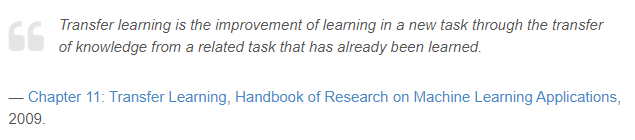 Transfer learning is the improvement of learning in a new task through the transfer
of knowledge from a related task that has already been learned.
— Chapter 11: Transfer Learning, Handbook of Research on Machine Learning Applications,
2009.